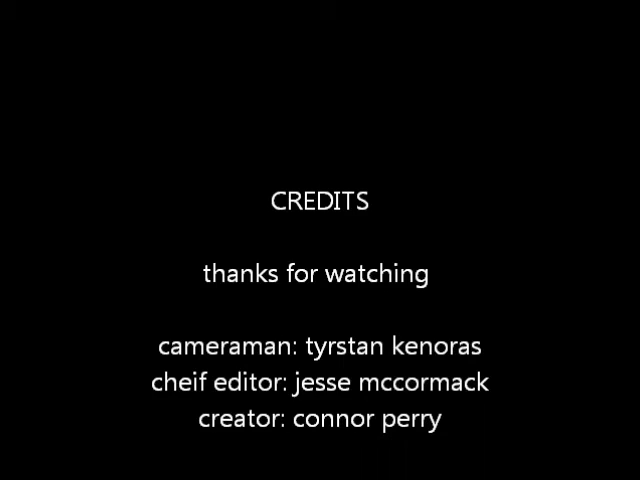 CREDITS
thanks for watching
cameraman: tyrstan kenoras
cheif editor: jesse mccormack
creator: connor perry